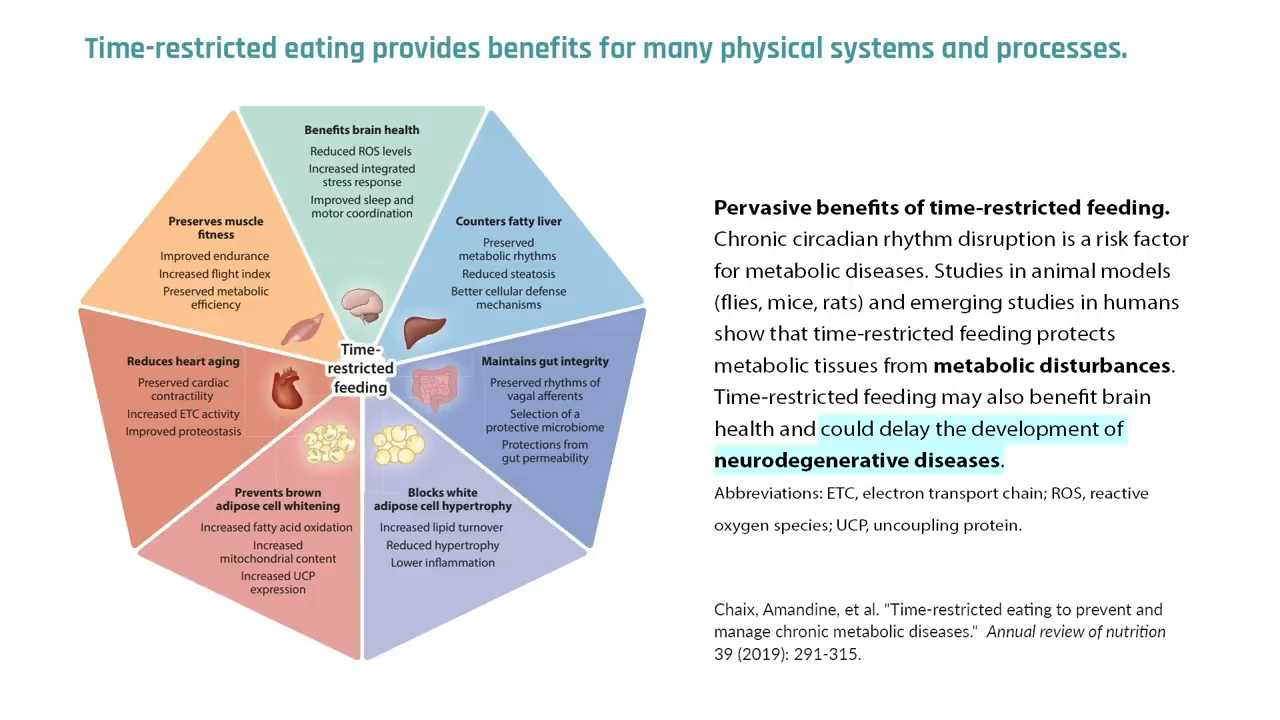 Time-restricted eating provides benefits for many physical systems and processes.
Benefits brain health
Reduced ROS levels
Increased integrated
stress response
Improved sleep and
motor coordination
Counters fatty liver
Preserved
metabolic rhythms
Reduced steatosis
Better cellular defense
mechanisms
Maintains gut integrity
Preserved rhythms of
vagal afferents
Selection of a
protective microbiome
Protections from
gut permeability
Blocks white
adipose cell hypertrophy
Increased lipid turnover
Reduced hypertrophy
Lower inflammation
Prevents brown
adipose cell whitening
Increased fatty acid oxidation
Increased
mitochondrial content
Increased UCP
expression
Reduces heart aging
Preserved cardiac
contractility
Increased ETC activity
Improved proteostasis
Preserves muscle
fitness
Improved endurance
Increased flight index
Preserved metabolic
efficiency
Time-
restricted
feeding
Pervasive benefits of time-restricted feeding.
Chronic circadian rhythm disruption is a risk factor
for metabolic diseases. Studies in animal models
(flies, mice, rats) and emerging studies in humans
show that time-restricted feeding protects
metabolic tissues from metabolic disturbances.
Time-restricted feeding may also benefit brain
health and could delay the development of
neurodegenerative diseases.
Abbreviations: ETC, electron transport chain; ROS, reactive
oxygen species; UCP, uncoupling protein.
Chaix, Amandine, et al. "Time-restricted eating to prevent and
manage chronic metabolic diseases." Annual review of nutrition
39 (2019): 291-315.